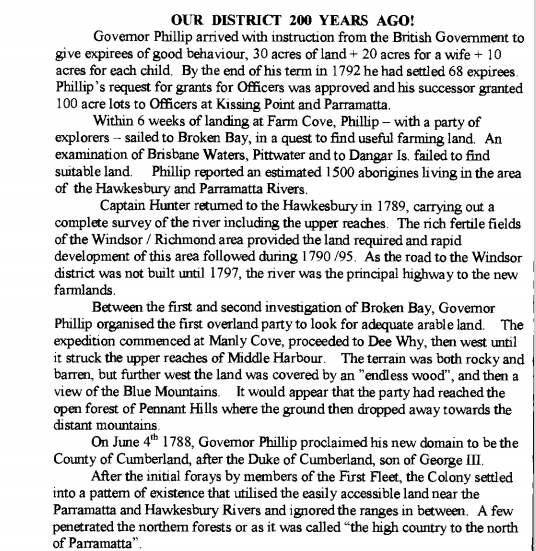 OUR DISTRICT 200 YEARS AGO!
Governor Phillip arrived with instruction from the British Government to
give expirees of good behaviour, 30 acres of land + 20 acres for a wife + 10
acres for each child. By the end of his term in 1792 he had settled 68 expirees.
Phillip's request for grants for Officers was approved and his successor granted
100 acre lots to Officers at Kissing Point and Parramatta.
Within 6 weeks of landing at Farm Cove, Phillip – with a party of
explorers – sailed to Broken Bay, in a quest to find useful farming land. An
examination of Brisbane Waters, Pittwater and to Dangar Is. failed to find
suitable land. Phillip reported an estimated 1500 aborigines living in the area
of the Hawkesbury and Parramatta Rivers.
Captain Hunter returned to the Hawkesbury in 1789, carrying out a
complete survey of the river including the upper reaches. The rich fertile fields
of the Windsor / Richmond area provided the land required and rapid
development of this area followed during 1790 /95. As the road to the Windsor
district was not built until 1797, the river was the principal highway to the new
farmlands.
Between the first and second investigation of Broken Bay, Governor
Phillip organised the first overland party to look for adequate arable land. The
expedition commenced at Manly Cove, proceeded to Dee Why, then west until
it struck the upper reaches of Middle Harbour. The terrain was both rocky and
barren, but further west the land was covered by an "endless wood", and then a
view of the Blue Mountains. It would appear that the party had reached the
open forest of Pennant Hills where the ground then dropped away towards the
distant mountains.
On June 4th 1788, Governor Phillip proclaimed his new domain to be the
County of Cumberland, after the Duke of Cumberland, son of George III.
After the initial forays by members of the First Fleet, the Colony settled
into a pattern of existence that utilised the easily accessible land near the
Parramatta and Hawkesbury Rivers and ignored the ranges in between. A few
penetrated the northern forests or as it was called "the high country to the north
of Parramatta".